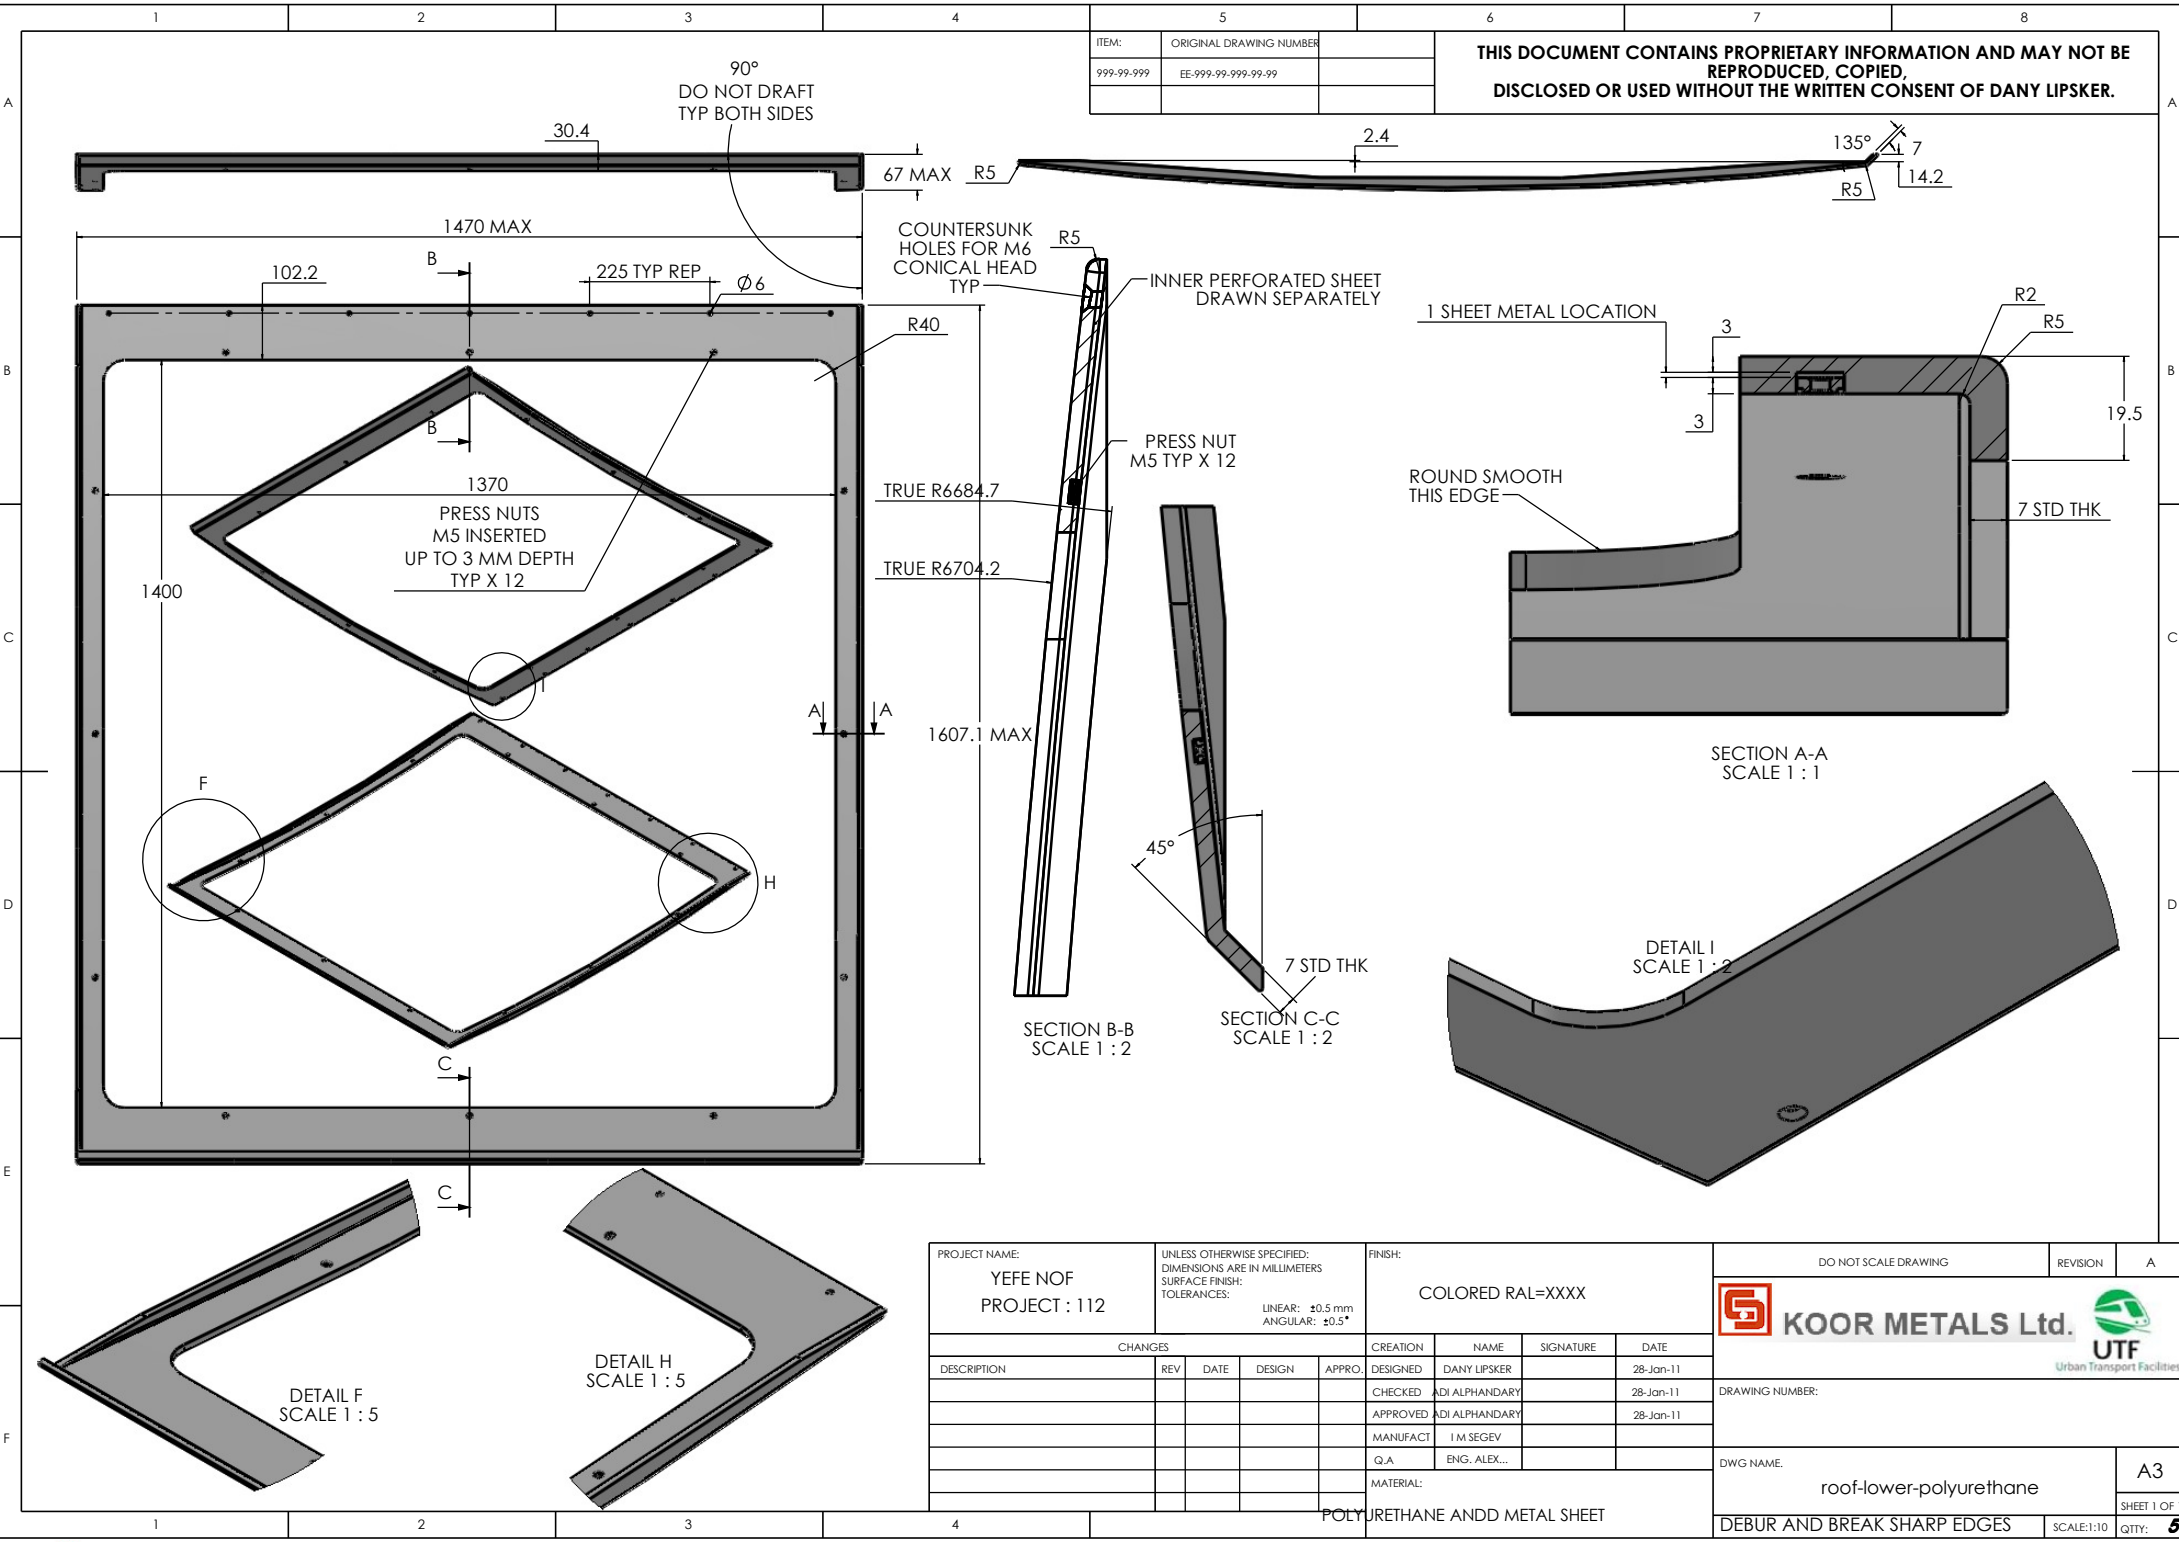 1 2 3 4 5 6 7 8
A
B
C
D
E
F
A
B
C
D
ITEM: ORIGINAL DRAWING NUMBER
999-99-999 EE-999-99-999-99-99
THIS DOCUMENT CONTAINS PROPRIETARY INFORMATION AND MAY NOT BE
REPRODUCED, COPIED,
DISCLOSED OR USED WITHOUT THE WRITTEN CONSENT OF DANY LIPSKER.
90°
DO NOT DRAFT
TYP BOTH SIDES
30.4
67 MAX
R5
2.4
135°
7
14.2
R5
1470 MAX
102.2
B
225 TYP REP
Ø6
R40
B
1370
PRESS NUTS
M5 INSERTED
UP TO 3 MM DEPTH
TYP X 12
1400
I
A A
1607.1 MAX
F
H
C
C
COUNTERSUNK
HOLES FOR M6
CONICAL HEAD
TYP
R5
INNER PERFORATED SHEET
DRAWN SEPARATELY
PRESS NUT
M5 TYP X 12
TRUE R6684.7
TRUE R6704.2
SECTION B-B
SCALE 1 : 2
45°
7 STD THK
SECTION C-C
SCALE 1 : 2
1 SHEET METAL LOCATION
3
R2
R5
3
19.5
ROUND SMOOTH
THIS EDGE
7 STD THK
SECTION A-A
SCALE 1 : 1
DETAIL I
SCALE 1 : 2
DETAIL F
SCALE 1 : 5
DETAIL H
SCALE 1 : 5
PROJECT NAME:
YEFE NOF
PROJECT : 112
UNLESS OTHERWISE SPECIFIED:
DIMENSIONS ARE IN MILLIMETERS
SURFACE FINISH:
TOLERANCES:
LINEAR: ±0.5 mm
ANGULAR: ±0.5°
FINISH:
COLORED RAL=XXXX
DO NOT SCALE DRAWING REVISION A
KOOR METALS Ltd.
UTF
Urban Transport Facilities
CHANGES
DESCRIPTION REV DATE DESIGN APPRO.
CREATION NAME SIGNATURE DATE
DESIGNED DANY LIPSKER 28-Jan-11
CHECKED ADI ALPHANDARY 28-Jan-11
APPROVED ADI ALPHANDARY 28-Jan-11
MANUFACT I M SEGEV
Q.A ENG. ALEX...
MATERIAL:
POLYURETHANE ANDD METAL SHEET
DRAWING NUMBER:
DWG NAME.
roof-lower-polyurethane
A3
SHEET 1 OF
DEBUR AND BREAK SHARP EDGES SCALE:1:10 QTTY: 5
1 2 3 4